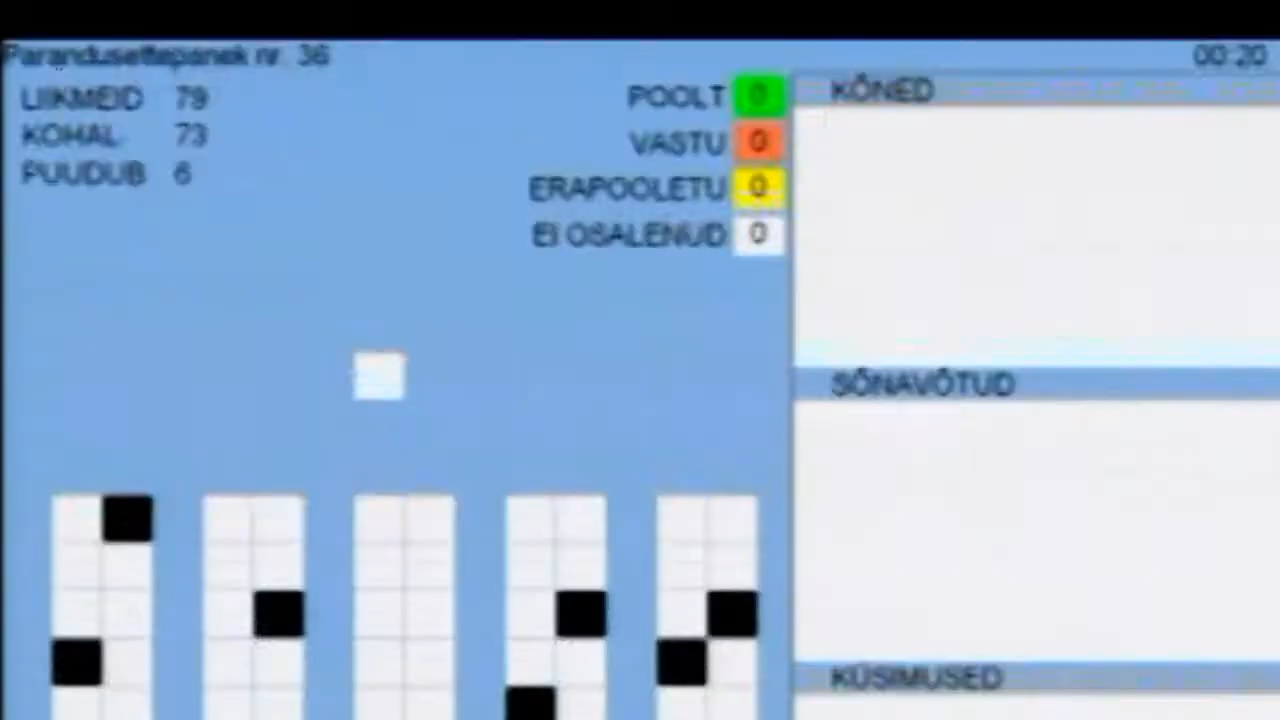 Parandusettepanek nr. 36
00:20
LIIKMEID 79
KOHAL 73
PUUDUB 6
POOLT 0
VASTU 0
ERAPOOLETU 0
EI OSALENUD 0
KÕNED
SÕNAVÕTUD
KÜSIMUSED